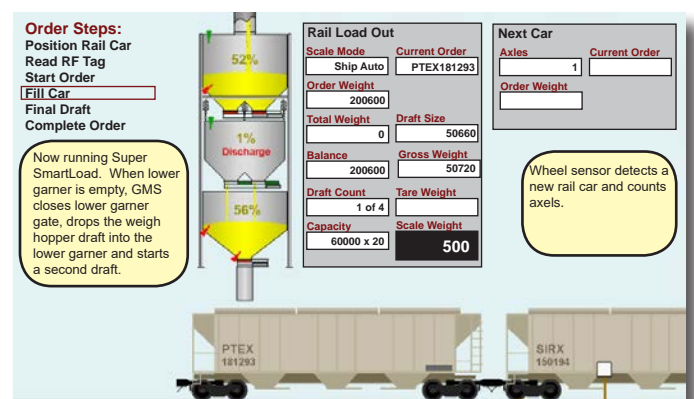 Order Steps:
Position Rail Car
Read RF Tag
Start Order
Fill Car
Final Draft
Complete Order
Now running Super
SmartLoad. When lower
garner is empty, GMS
closes lower garner
gate, drops the weigh
hopper draft into the
lower garner and starts
a second draft.
52%
1%
Discharge
56%
Rail Load Out
Scale Mode
Current Order
Ship Auto
PTEX181293
Order Weight
200600
Total Weight
Draft Size
0
50660
Balance
Gross Weight
200600
50720
Draft Count
Tare Weight
1 of 4
Capacity
Scale Weight
60000 x 20
500
Next Car
Axles
Current Order
1
Order Weight
Wheel sensor detects a
new rail car and counts
axels.
PTEX
181293
SIRX
150194